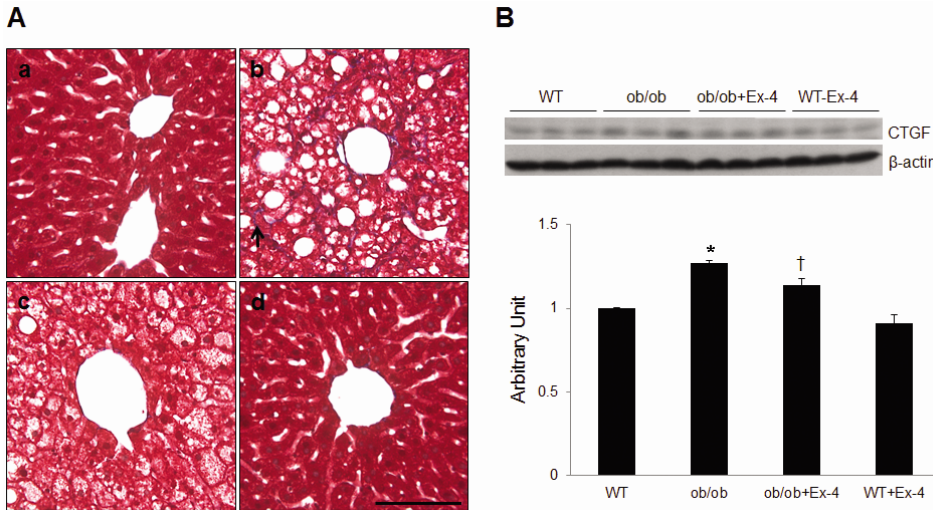 A
a
b
c
d
B
WT ob/ob ob/ob+Ex-4 WT-Ex-4
CTGF
β-actin
1.5
*
†
1
0.5
0
Arbitrary Unit
WT ob/ob ob/ob+Ex-4 WT+Ex-4